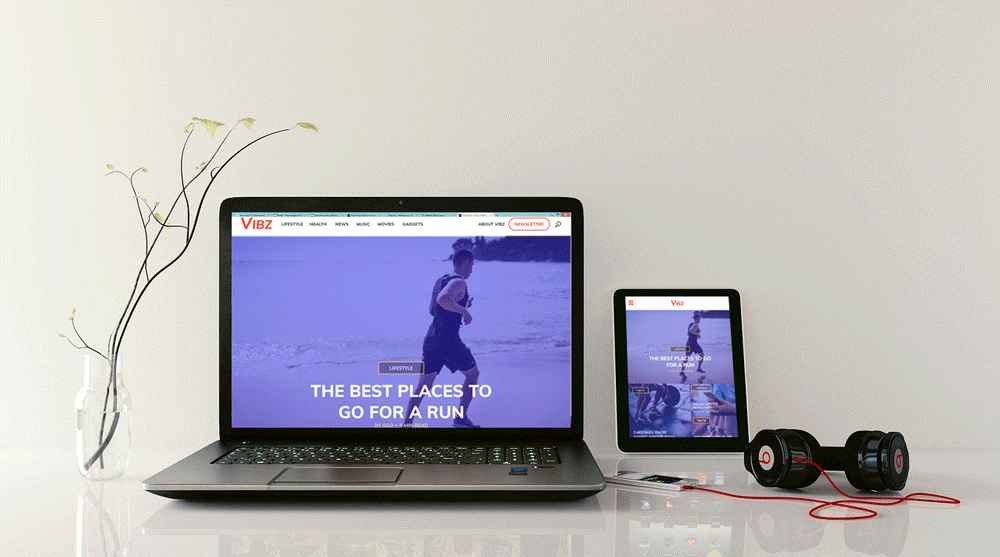 VIBZ
LIFESTYLE HEALTH NEWS MUSIC MOVIES GADGETS
ABOUT VIBZ NEWSLETTER
LIFESTYLE
THE BEST PLACES TO
GO FOR A RUN
2H AGO • 5 MIN READ
VIBZ
THE BEST PLACES TO GO
FOR A RUN